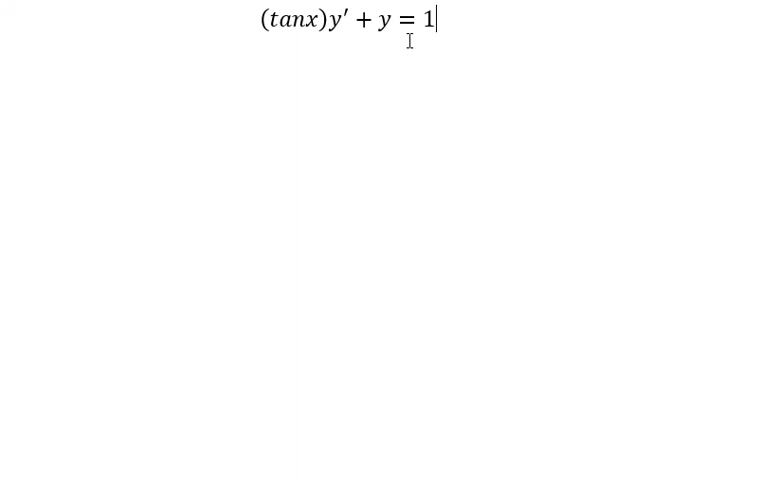 (tanx)y′ + y = 1